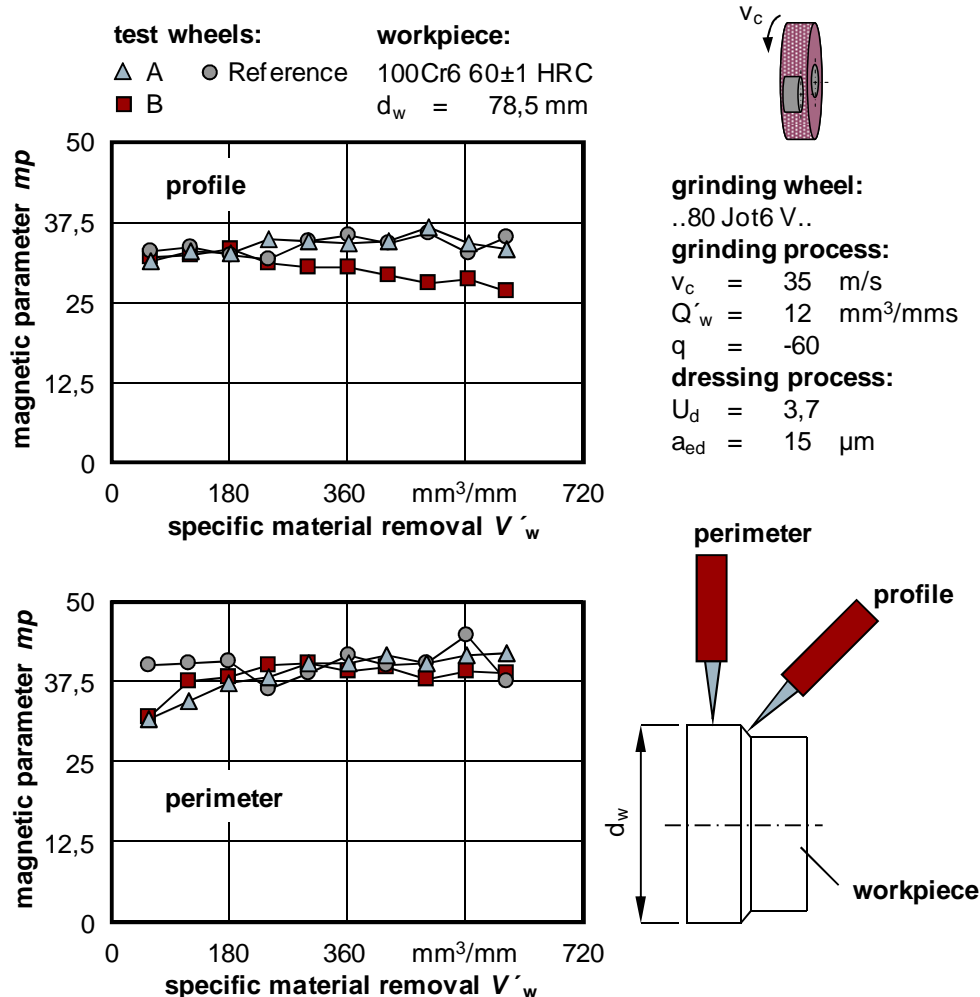 test wheels:
A Reference
B
workpiece:
100Cr6 60±1 HRC
d_w = 78,5 mm
v_c
magnetic parameter mp
50
37,5
25
12,5
0
profile
0 180 360 mm³/mm 720
specific material removal V´_w
grinding wheel:
..80 Jot6 V..
grinding process:
v_c = 35 m/s
Q´_w = 12 mm³/mms
q = -60
dressing process:
U_d = 3,7
a_ed = 15 µm
magnetic parameter mp
50
37,5
25
12,5
0
perimeter
0 180 360 mm³/mm 720
specific material removal V´_w
perimeter
profile
d_w
workpiece